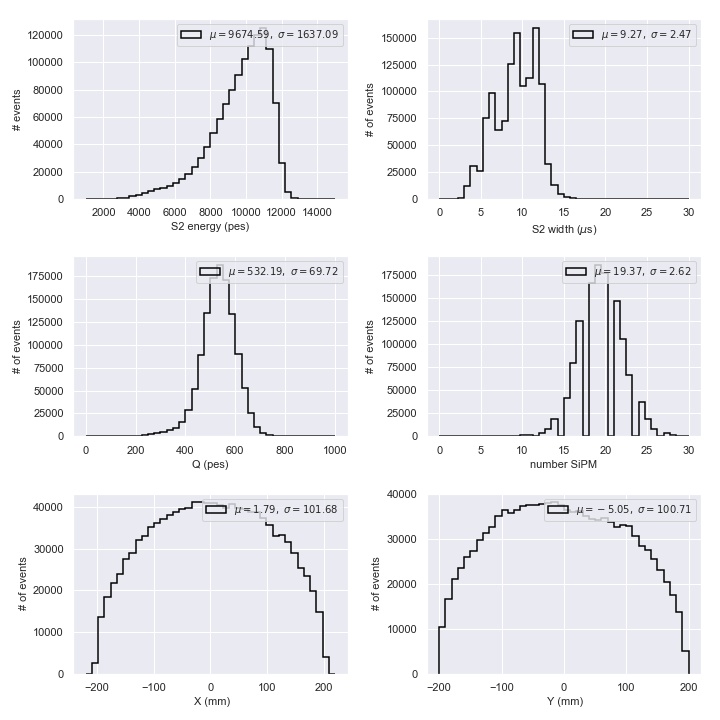 μ = 9674.59, σ = 1637.09
# events
120000
100000
80000
60000
40000
20000
0
2000 4000 6000 8000 10000 12000 14000
S2 energy (pes)
μ = 9.27, σ = 2.47
# of events
150000
125000
100000
75000
50000
25000
0
0 5 10 15 20 25 30
S2 width (μs)
μ = 532.19, σ = 69.72
# of events
175000
150000
125000
100000
75000
50000
25000
0
0 200 400 600 800 1000
Q (pes)
μ = 19.37, σ = 2.62
# of events
175000
150000
125000
100000
75000
50000
25000
0
0 5 10 15 20 25 30
number SiPM
μ = 1.79, σ = 101.68
# of events
40000
30000
20000
10000
0
−200 −100 0 100 200
X (mm)
μ = −5.05, σ = 100.71
# of events
40000
30000
20000
10000
0
−200 −100 0 100 200
Y (mm)